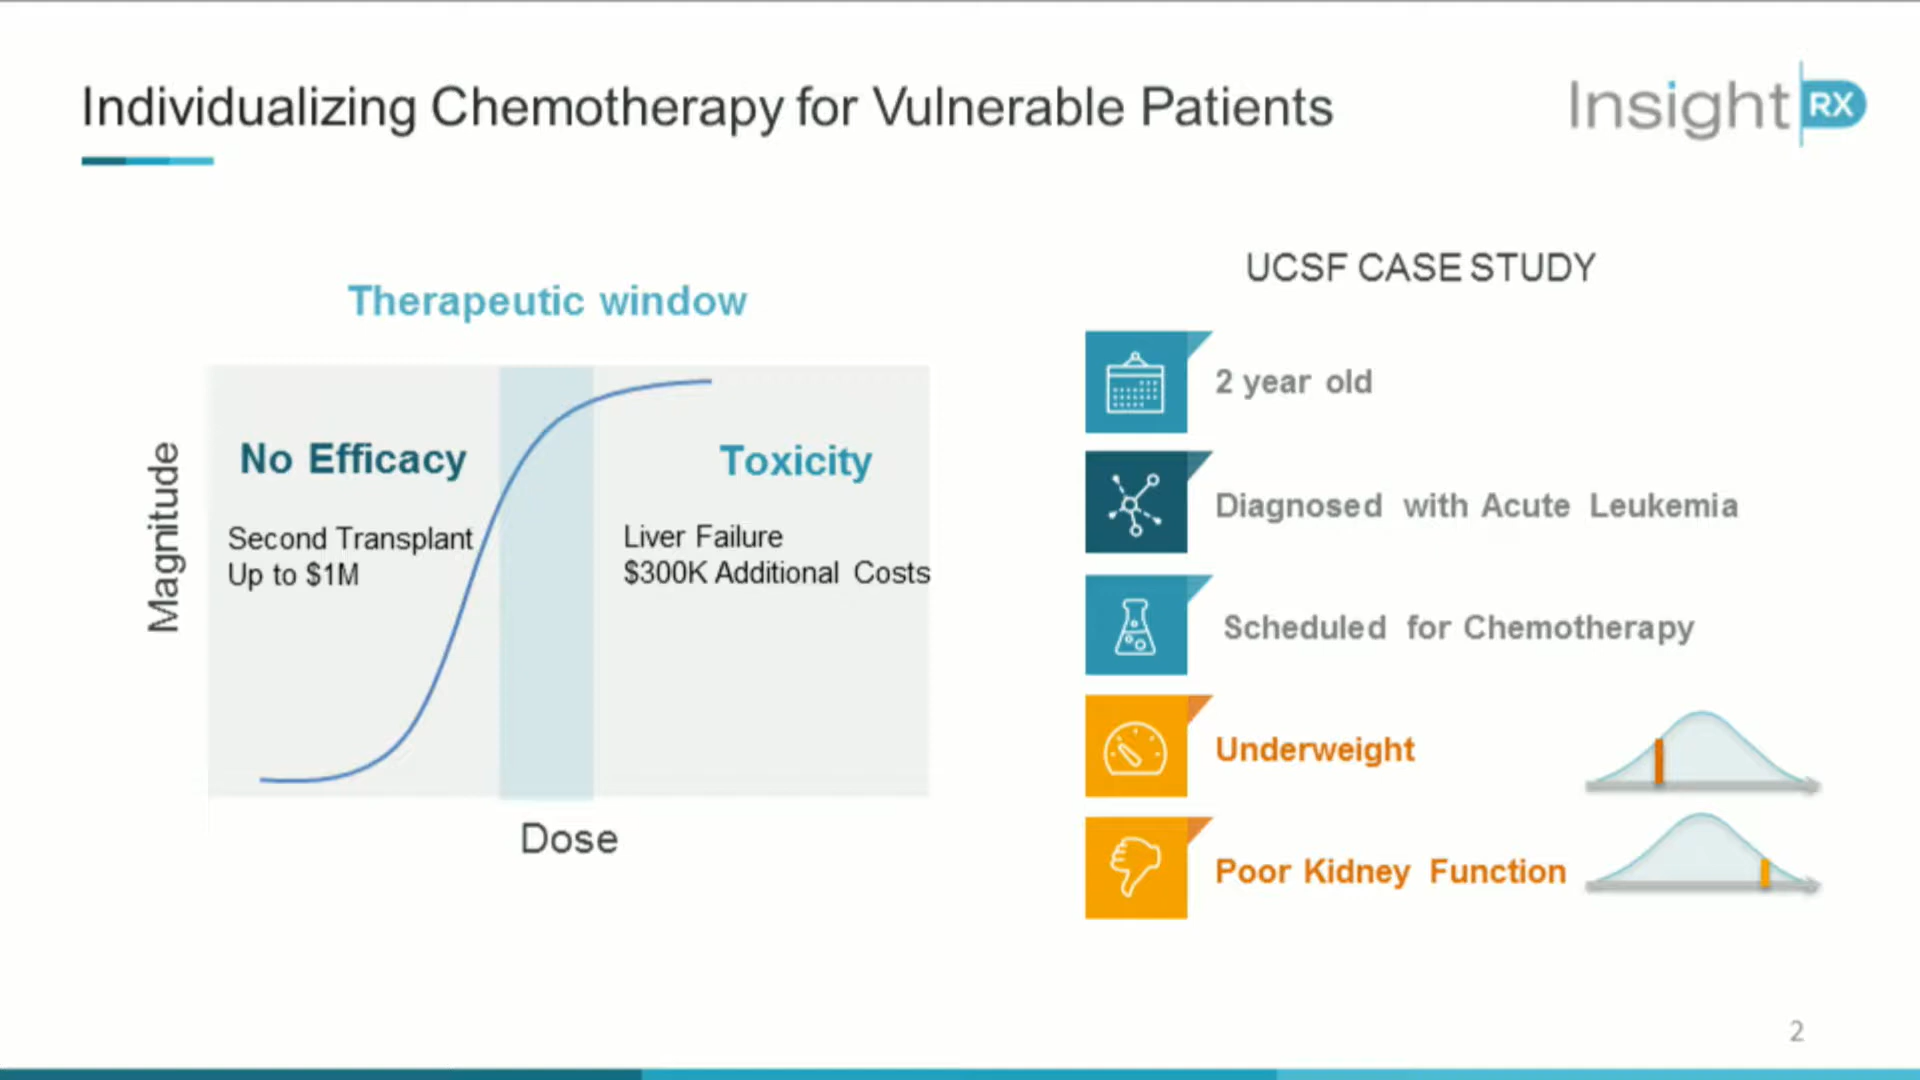 Individualizing Chemotherapy for Vulnerable Patients
Insight RX
Therapeutic window
Magnitude
No Efficacy
Second Transplant
Up to $1M
Toxicity
Liver Failure
$300K Additional Costs
Dose
UCSF CASE STUDY
2 year old
Diagnosed with Acute Leukemia
Scheduled for Chemotherapy
Underweight
Poor Kidney Function
2